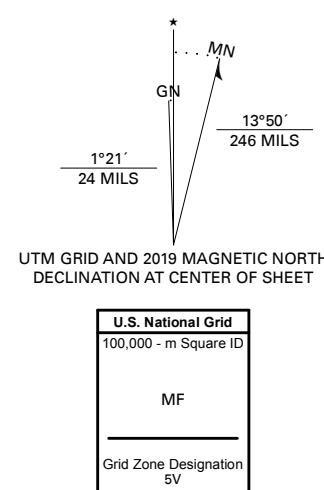 ★
MN
GN
13°50´
246 MILS
1°21´
24 MILS
UTM GRID AND 2019 MAGNETIC NORTH
DECLINATION AT CENTER OF SHEET
U.S. National Grid
100,000 - m Square ID
MF
Grid Zone Designation
5V